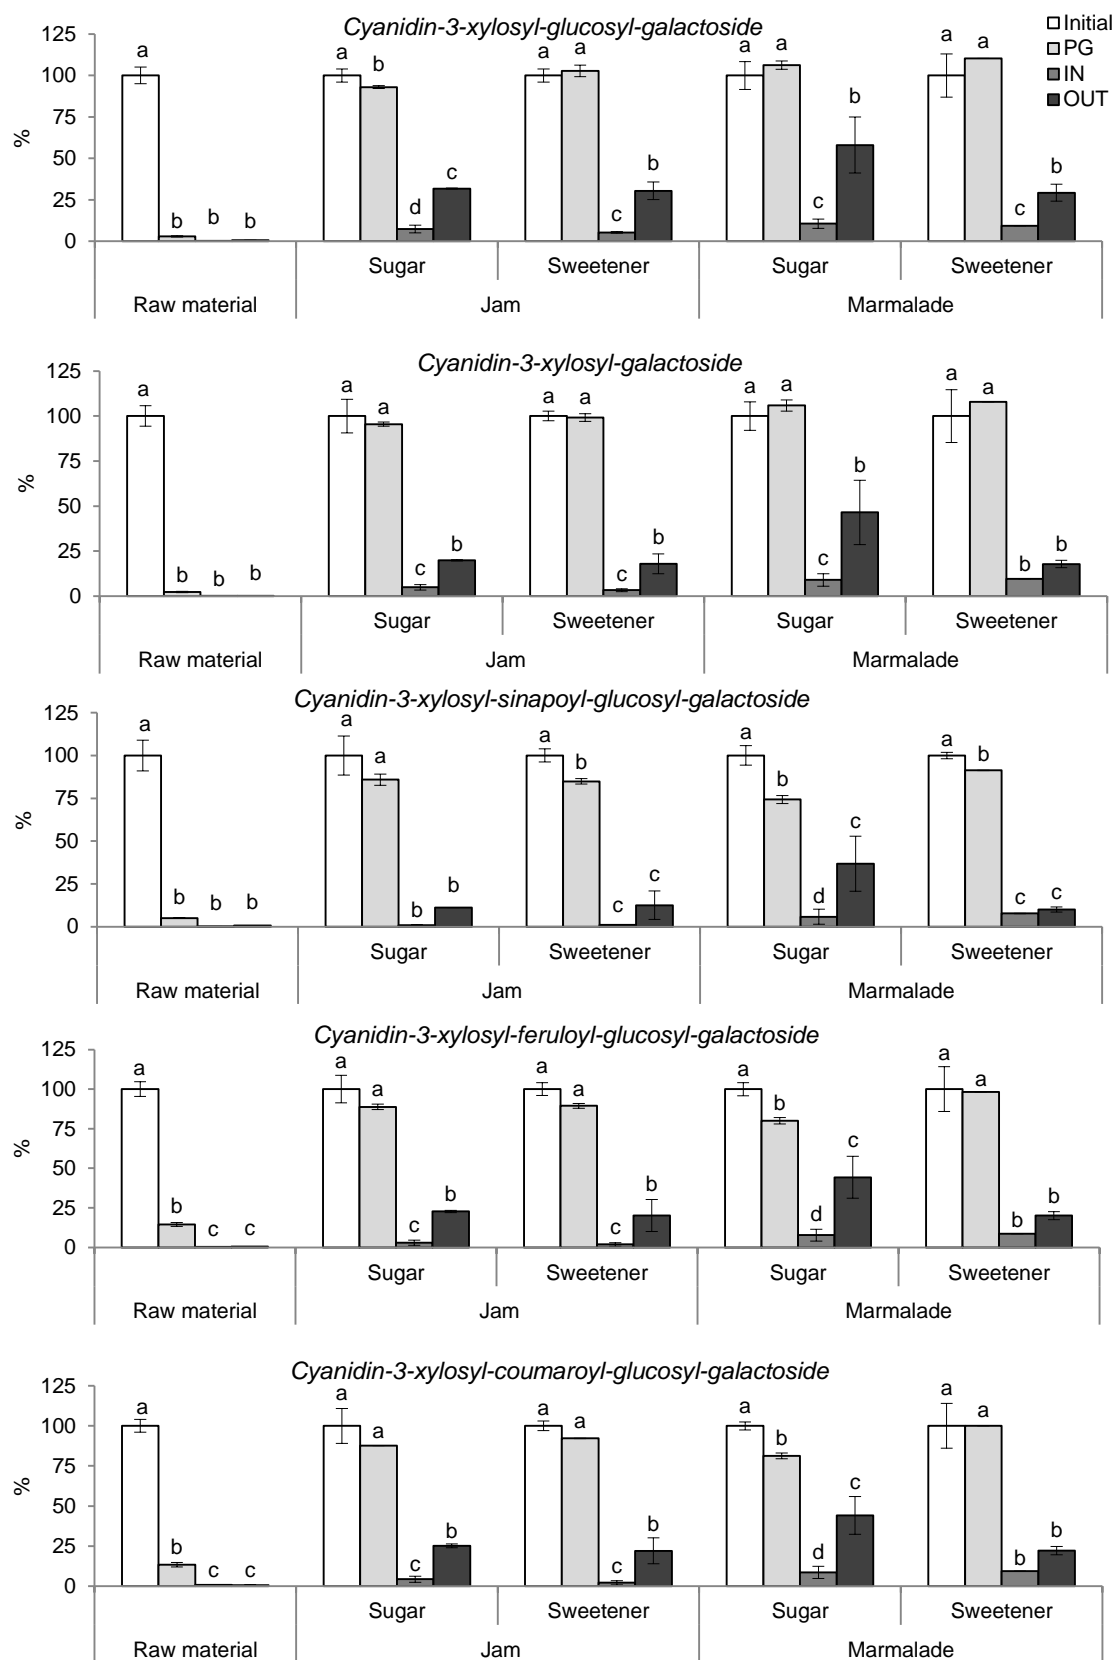 Cyanidin-3-xylosyl-glucosyl-galactoside
Initial
PG
IN
OUT
%
125
100
75
50
25
0
a b b b
a b d c
a a c b
a a c b
a a c b
Sugar Sweetener Sugar Sweetener
Raw material Jam Marmalade
Cyanidin-3-xylosyl-galactoside
%
125
100
75
50
25
0
a b b b
a a c b
a a c b
a a c b
a a b b
Sugar Sweetener Sugar Sweetener
Raw material Jam Marmalade
Cyanidin-3-xylosyl-sinapoyl-glucosyl-galactoside
%
125
100
75
50
25
0
a b b b
a a b b
a b c c
a b d c
a b c c
Sugar Sweetener Sugar Sweetener
Raw material Jam Marmalade
Cyanidin-3-xylosyl-feruloyl-glucosyl-galactoside
%
125
100
75
50
25
0
a b c c
a a c b
a a c b
a b d c
a a b b
Sugar Sweetener Sugar Sweetener
Raw material Jam Marmalade
Cyanidin-3-xylosyl-coumaroyl-glucosyl-galactoside
%
125
100
75
50
25
0
a b c c
a a c b
a a c b
a b d c
a a b b
Sugar Sweetener Sugar Sweetener
Raw material Jam Marmalade